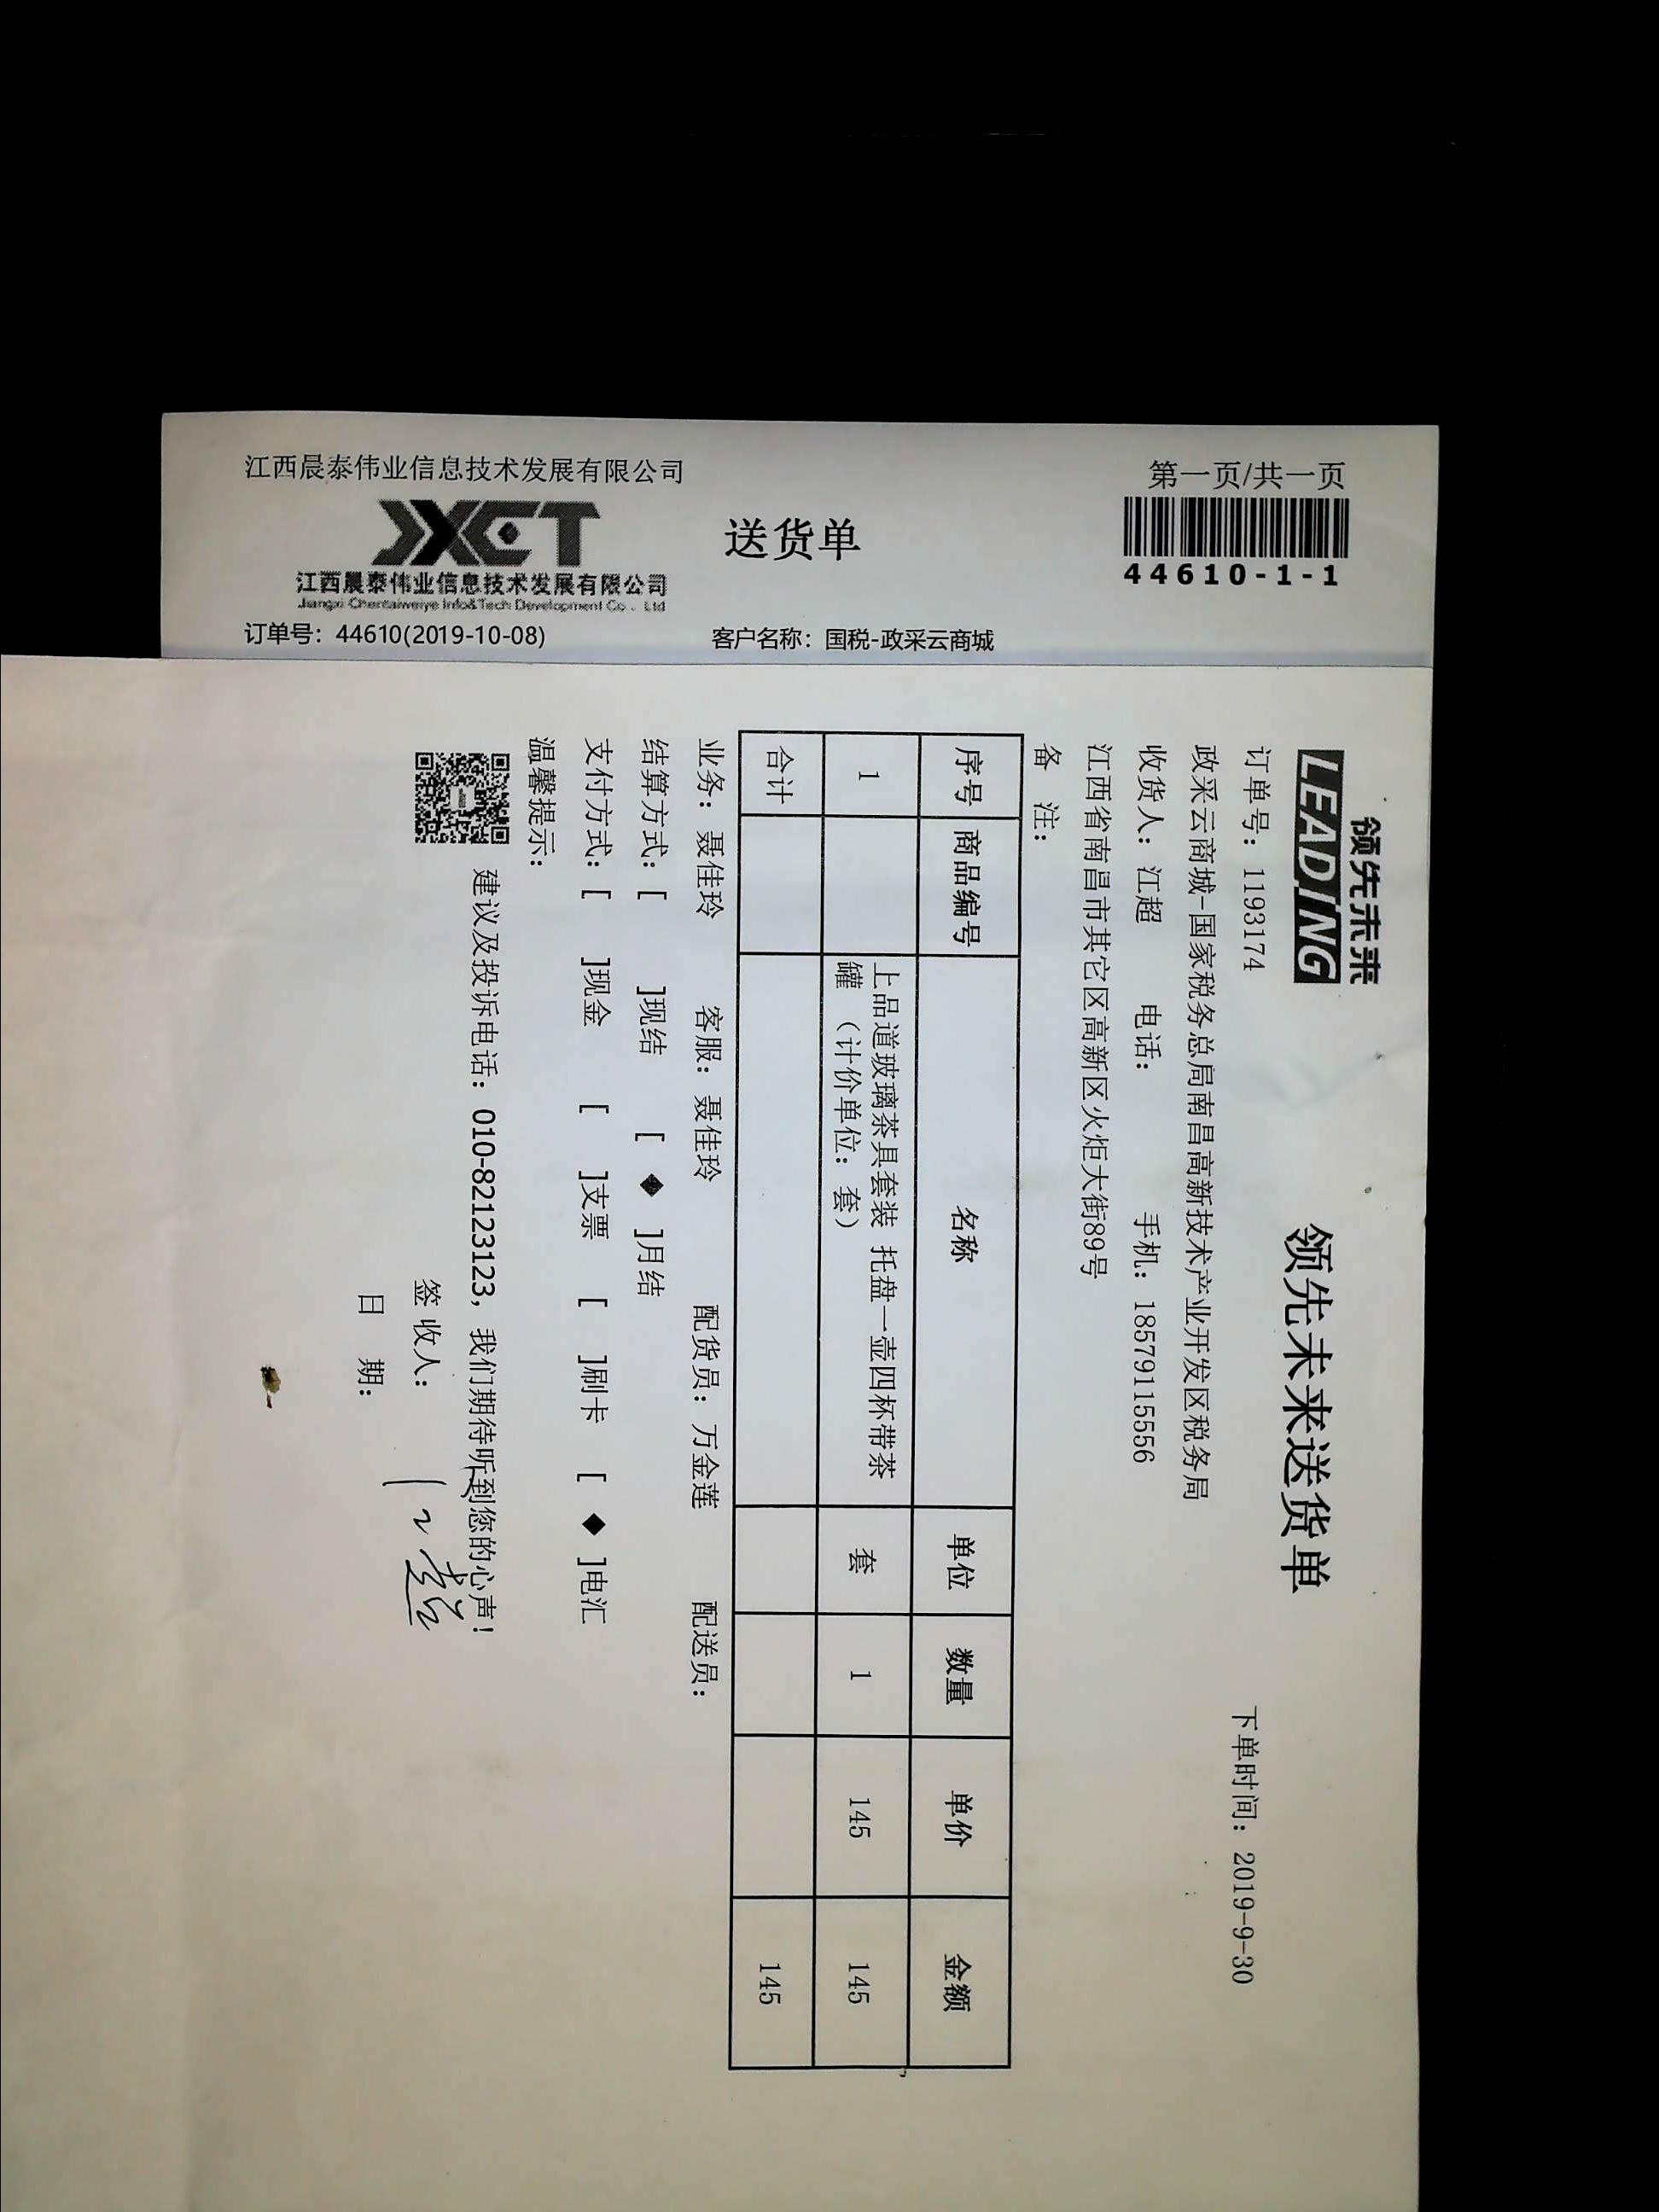 江西晨泰伟业信息技术发展有限公司
第一页/共一页
JXCT
送货单
江西晨泰伟业信息技术发展有限公司
Jiangxi Chentaiweiye Info&Tech Development Co., Ltd
44610-1-1
订单号：44610(2019-10-08)
客户名称：国税-政采云商城
领先未来
LEADING
领先未来送货单
订单号：1193174 下单时间：2019-9-30
政采云商城-国家税务总局南昌高新技术产业开发区税务局
收货人：江超 电话： 手机：18579115556
江西省南昌市其它区高新区火炬大街89号
备 注：
序号 商品编号 名称 单位 数量 单价 金额
1 上品道玻璃茶具套装 托盘一壶四杯带茶 套 1 145 145
罐 （计价单位：套）
合计 145
业务：聂佳玲 客服：聂佳玲 配货员：万金莲 配送员：
结算方式：[ ]现结 [ ◆ ]月结
支付方式：[ ]现金 [ ]支票 [ ]刷卡 [ ◆ ]电汇
温馨提示：
建议及投诉电话：010-82123123，我们期待听到您的心声！
签收人：江超
日 期：